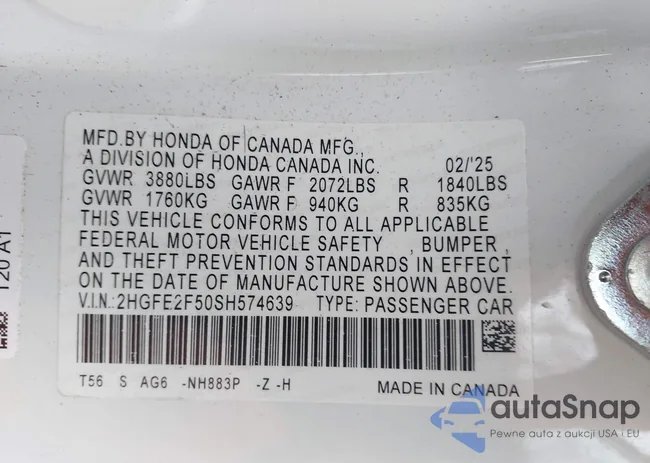 MFD.BY HONDA OF CANADA MFG.,
A DIVISION OF HONDA CANADA INC. 02/'25
GVWR 3880LBS GAWR F 2072LBS R 1840LBS
GVWR 1760KG GAWR F 940KG R 835KG
THIS VEHICLE CONFORMS TO ALL APPLICABLE
FEDERAL MOTOR VEHICLE SAFETY , BUMPER ,
AND THEFT PREVENTION STANDARDS IN EFFECT
ON THE DATE OF MANUFACTURE SHOWN ABOVE.
V.I.N.:2HGFE2F50SH574639 TYPE: PASSENGER CAR
T56 S AG6 -NH883P -Z -H MADE IN CANADA
120 A1
autaSnap
Pewne auta z aukcji USA i EU